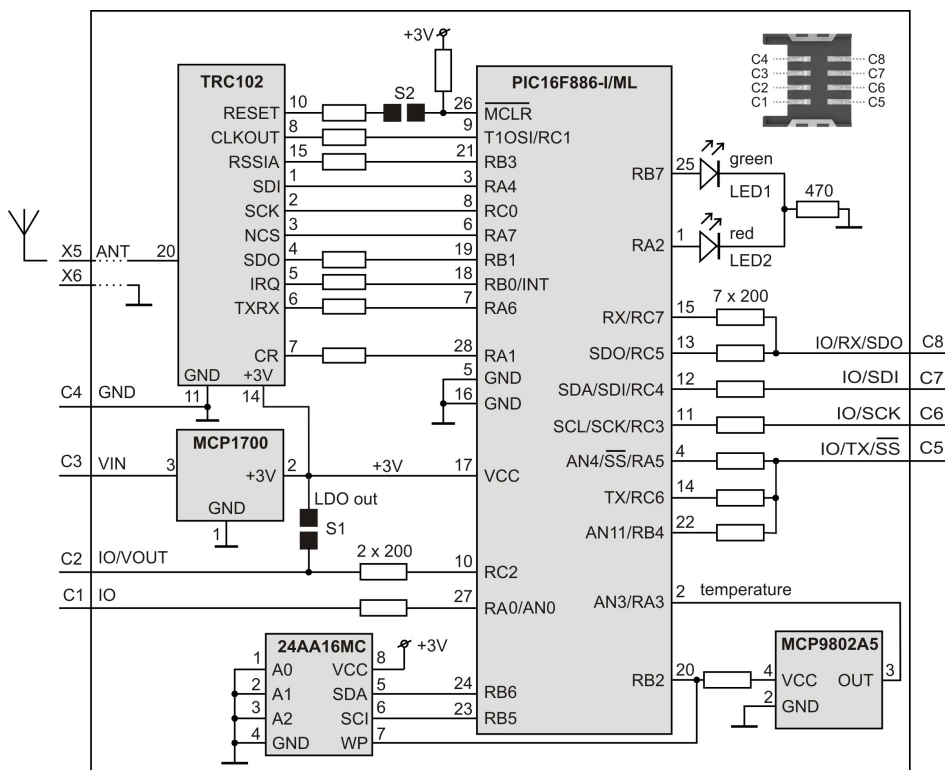 +3V
TRC102
PIC16F886-I/ML
C4 C8
C3 C7
C2 C6
C1 C5
S2
RESET 10 26 MCLR
CLKOUT 8 9 T1OSI/RC1
RSSIA 15 21 RB3
SDI 1 3 RA4
SCK 2 8 RC0
NCS 3 6 RA7
SDO 4 19 RB1
IRQ 5 18 RB0/INT
TXRX 6 7 RA6
CR 7 28 RA1
5 GND
16 GND
X5 ANT 20
X6
GND +3V
11 14
C4 GND
RB7 25 green
LED1
470
RA2 1 red
LED2
7 x 200
RX/RC7 15
SDO/RC5 13 IO/RX/SDO C8
SDA/SDI/RC4 12 IO/SDI C7
SCL/SCK/RC3 11 IO/SCK C6
AN4/SS/RA5 4 IO/TX/SS C5
TX/RC6 14
AN11/RB4 22
MCP1700
C3 VIN 3 +3V 2 +3V 17 VCC
GND
1
LDO out
S1
C2 IO/VOUT 2 x 200 10 RC2
C1 IO 27 RA0/AN0
AN3/RA3 2 temperature
24AA16MC
+3V
1 A0 VCC 8
2 A1 SDA 5 24 RB6
3 A2 SCI 6 23 RB5
4 GND WP 7
RB2 20
MCP9802A5
4 VCC OUT 3
2 GND